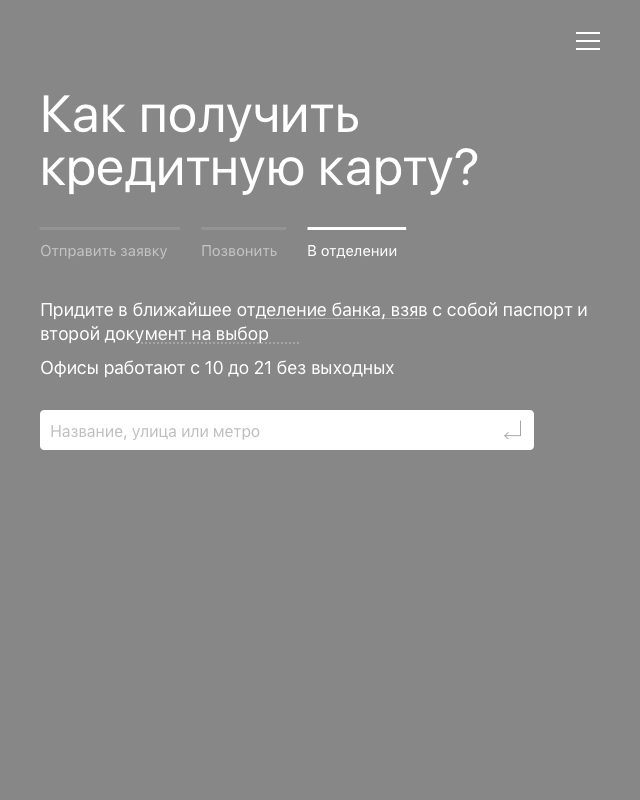 Как получить
кредитную карту?
Отправить заявку
Позвонить
В отделении
Придите в ближайшее отделение банка, взяв с собой паспорт и
второй документ на выбор
Офисы работают с 10 до 21 без выходных
Название, улица или метро